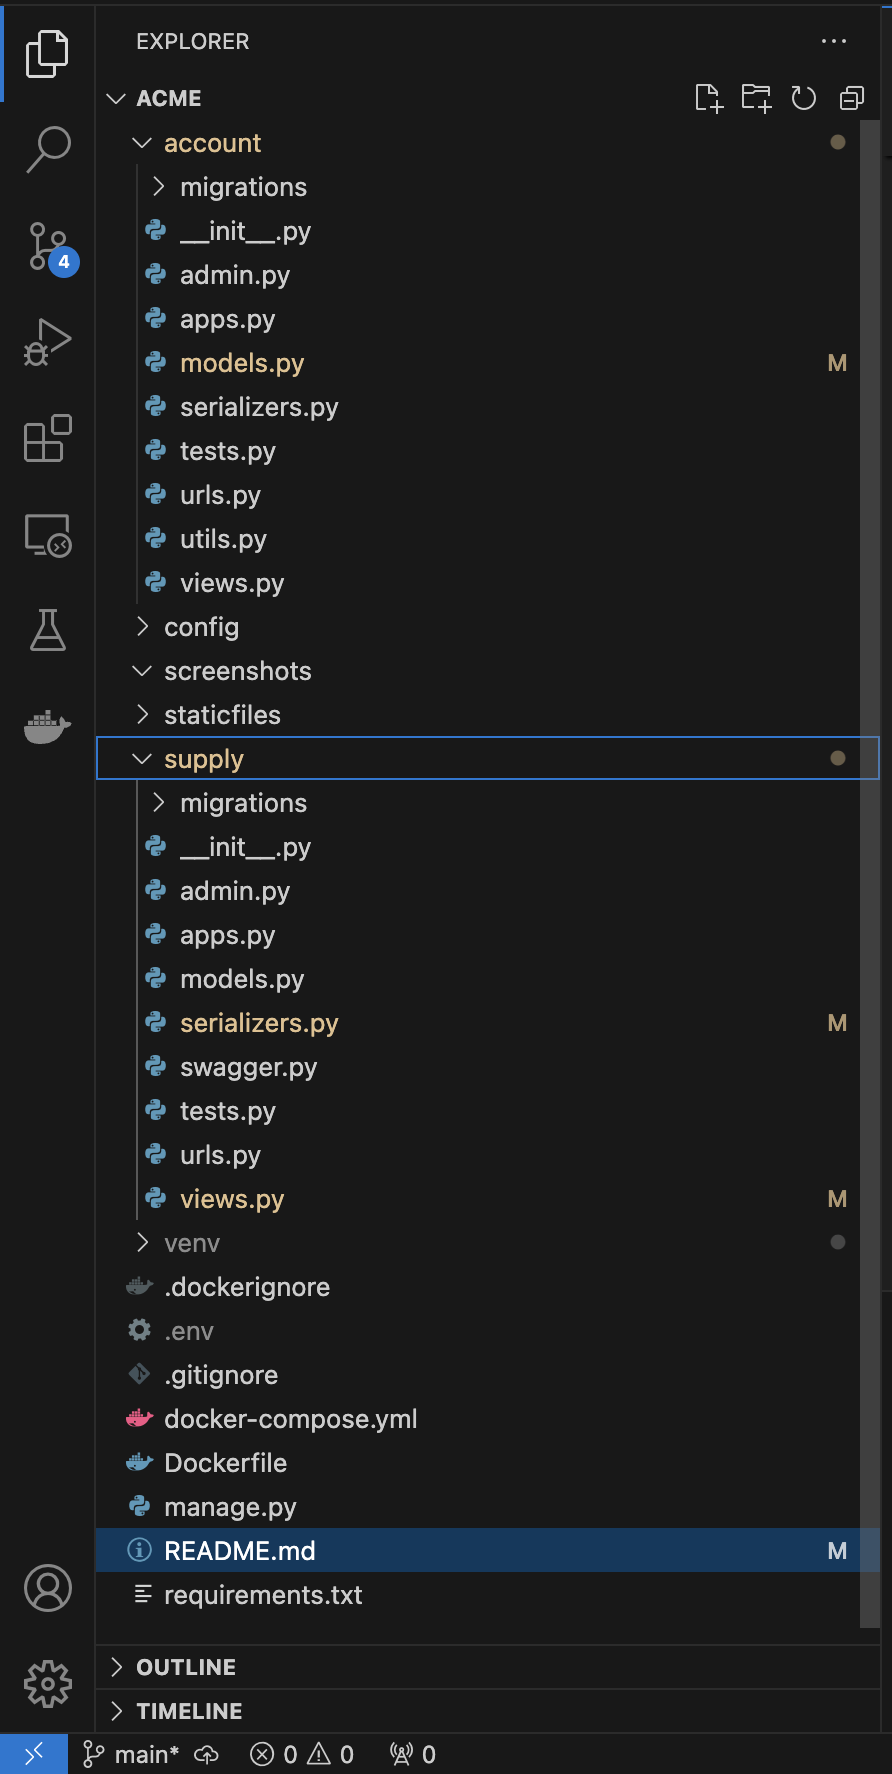 EXPLORER
ACME
account
migrations
__init__.py
admin.py
apps.py
models.py M
serializers.py
tests.py
urls.py
utils.py
views.py
config
screenshots
staticfiles
supply
migrations
__init__.py
admin.py
apps.py
models.py
serializers.py M
swagger.py
tests.py
urls.py
views.py M
venv
.dockerignore
.env
.gitignore
docker-compose.yml
Dockerfile
manage.py
README.md M
requirements.txt
OUTLINE
TIMELINE
4
main* 0 0 0